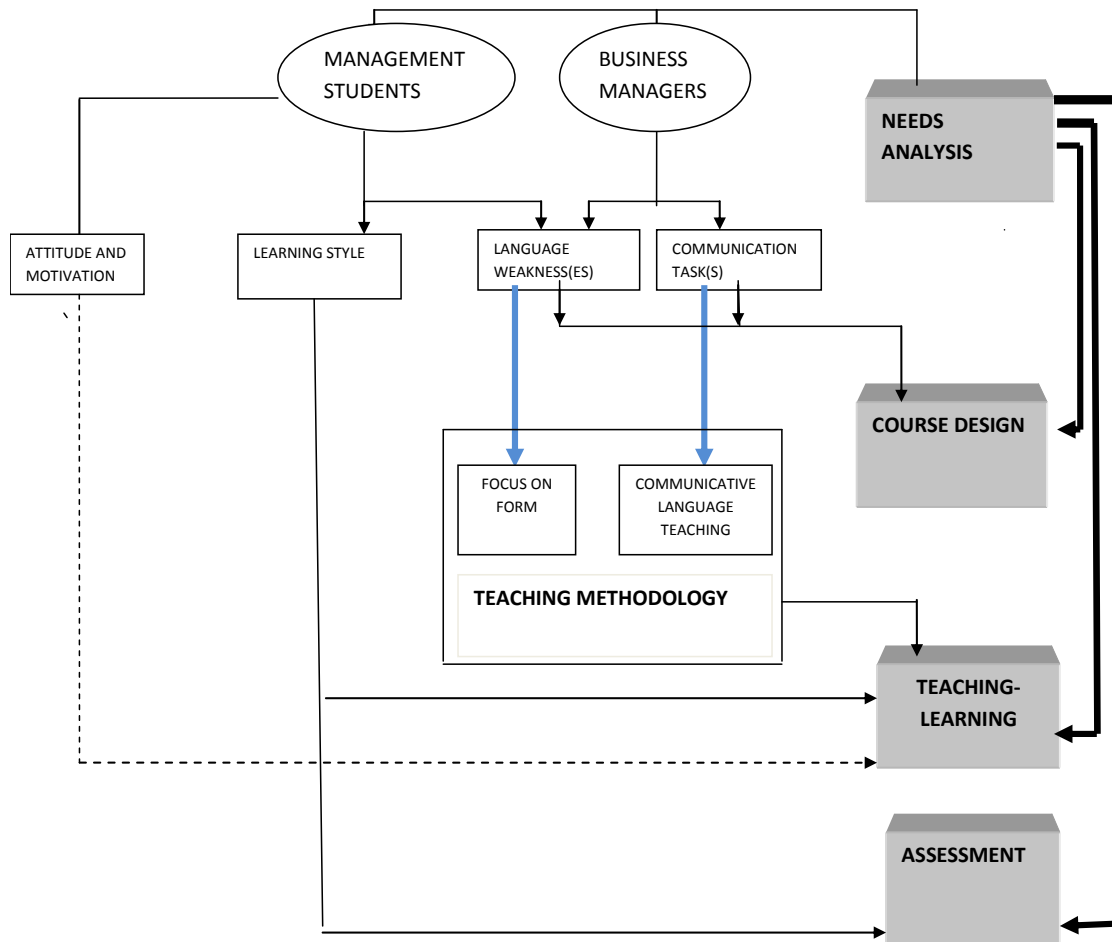 MANAGEMENT
STUDENTS
BUSINESS
MANAGERS
NEEDS
ANALYSIS
ATTITUDE AND
MOTIVATION
LEARNING STYLE
LANGUAGE
WEAKNESS(ES)
COMMUNICATION
TASK(S)
COURSE DESIGN
FOCUS ON
FORM
COMMUNICATIVE
LANGUAGE
TEACHING
TEACHING METHODOLOGY
TEACHING-
LEARNING
ASSESSMENT